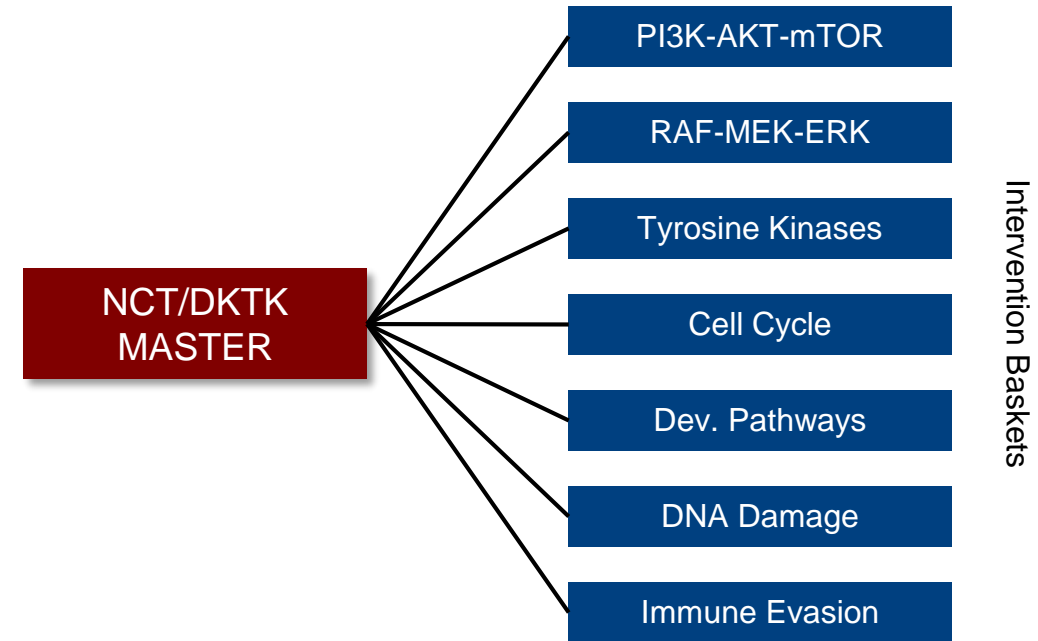 NCT/DKTK
MASTER
PI3K-AKT-mTOR
RAF-MEK-ERK
Tyrosine Kinases
Cell Cycle
Dev. Pathways
DNA Damage
Immune Evasion
Intervention Baskets